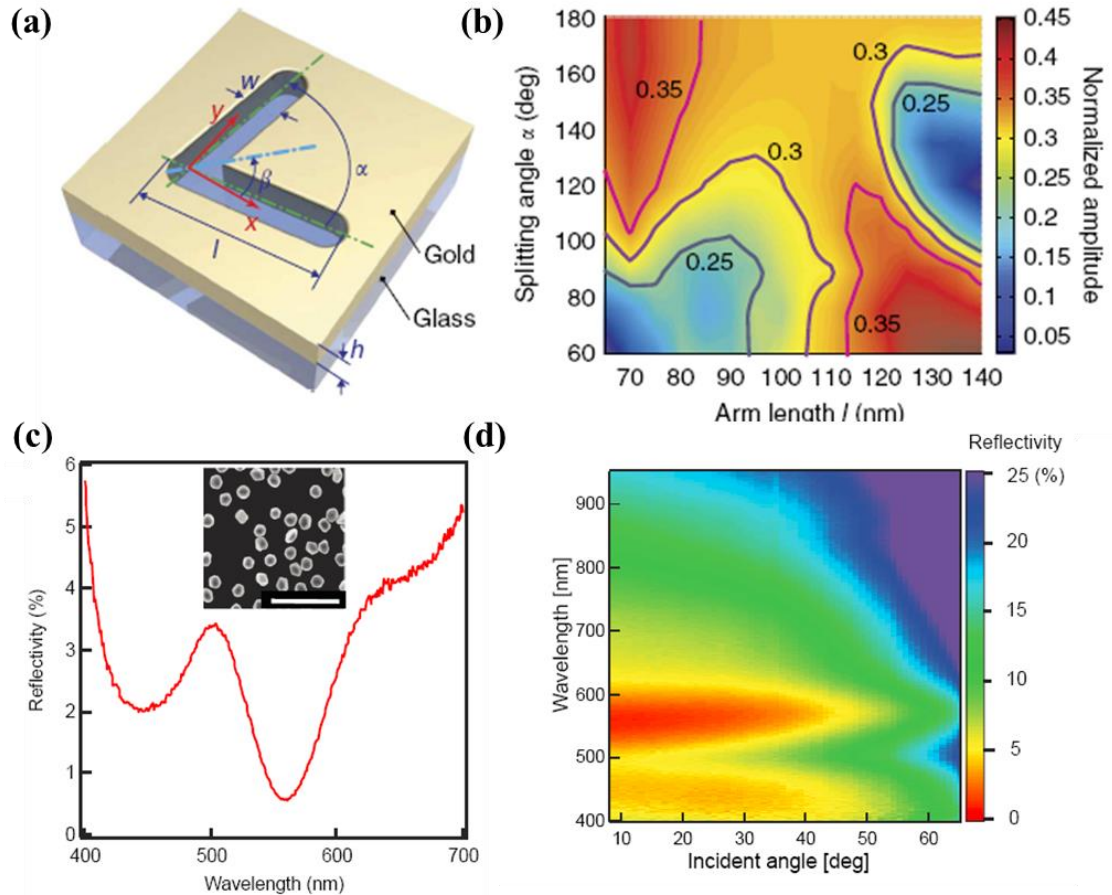 (a)
w
y
x
β
α
l
Gold
Glass
h
(b)
Splitting angle α (deg)
180
160
140
120
100
80
60
0.35
0.3
0.25
0.3
0.25
0.35
70 80 90 100 110 120 130 140
Arm length l (nm)
0.45
0.4
0.35
0.3
0.25
0.2
0.15
0.1
0.05
Normalized amplitude
(c)
Reflectivity (%)
6
5
4
3
2
1
0
400 500 600 700
Wavelength (nm)
(d)
Reflectivity
25 (%)
20
15
10
5
0
Wavelength [nm]
900
800
700
600
500
400
10 20 30 40 50 60
Incident angle [deg]